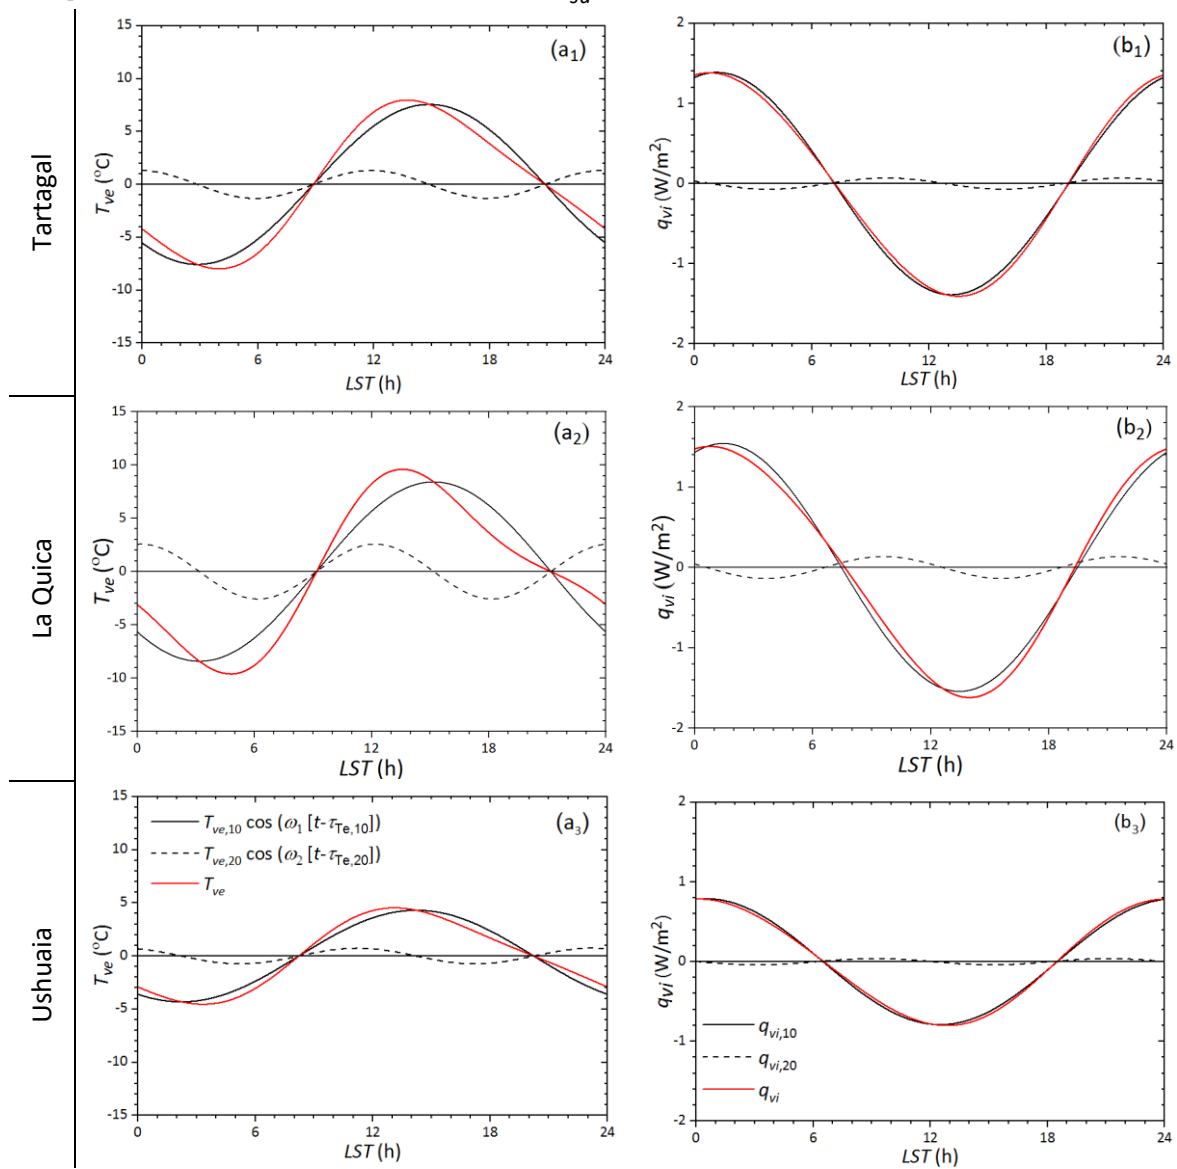 9u
Tartagal
(a1)
T_ve (°C)
15
10
5
0
-5
-10
-15
0 6 12 18 24
LST (h)
(b1)
q_vi (W/m²)
2
1
0
-1
-2
0 6 12 18 24
LST (h)
La Quica
(a2)
T_ve (°C)
15
10
5
0
-5
-10
-15
0 6 12 18 24
LST (h)
(b2)
q_vi (W/m²)
2
1
0
-1
-2
0 6 12 18 24
LST (h)
Ushuaia
(a3)
T_ve (°C)
15
10
5
0
-5
-10
-15
T_ve,10 cos (ω1 [t-τTe,10])
T_ve,20 cos (ω2 [t-τTe,20])
T_ve
0 6 12 18 24
LST (h)
(b3)
q_vi (W/m²)
2
1
0
-1
-2
q_vi,10
q_vi,20
q_vi
0 6 12 18 24
LST (h)